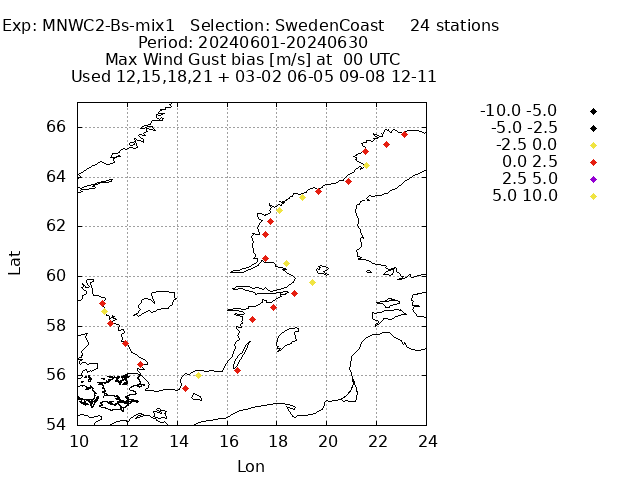 Exp: MNWC2-Bs-mix1 Selection: SwedenCoast 24 stations
Period: 20240601-20240630
Max Wind Gust bias [m/s] at 00 UTC
Used 12,15,18,21 + 03-02 06-05 09-08 12-11
-10.0 -5.0
-5.0 -2.5
-2.5 0.0
0.0 2.5
2.5 5.0
5.0 10.0
66
64
62
60
58
56
54
Lat
10 12 14 16 18 20 22 24
Lon